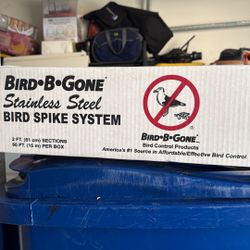 BIRD•B•GONE®
Stainless Steel
BIRD SPIKE SYSTEM
2 FT. (61 cm) SECTIONS
50 FT. (15 m) PER BOX
BIRD•B•GONE®
Bird Control Products
America's #1 Source in Affordable/Effective Bird Control